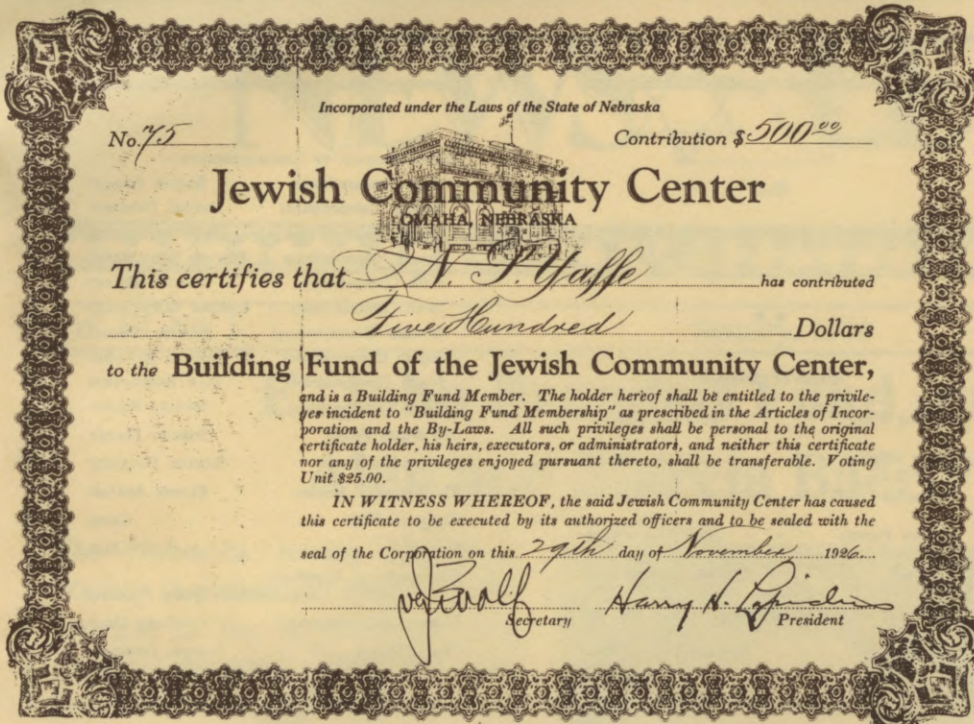 Incorporated under the Laws of the State of Nebraska
No. 75
Contribution $ 500 00
Jewish Community Center
OMAHA, NEBRASKA
This certifies that N. S. Yaffe has contributed
Five Hundred Dollars
to the Building Fund of the Jewish Community Center,
and is a Building Fund Member. The holder hereof shall be entitled to the privile-
ges incident to "Building Fund Membership" as prescribed in the Articles of Incor-
poration and the By-Laws. All such privileges shall be personal to the original
certificate holder, his heirs, executors, or administrators, and neither this certificate
nor any of the privileges enjoyed pursuant thereto, shall be transferable. Voting
Unit $25.00.
IN WITNESS WHEREOF, the said Jewish Community Center has caused
this certificate to be executed by its authorized officers and to be sealed with the
seal of the Corporation on this 29th day of November 1926
Harry H. Lapidus
Secretary
President